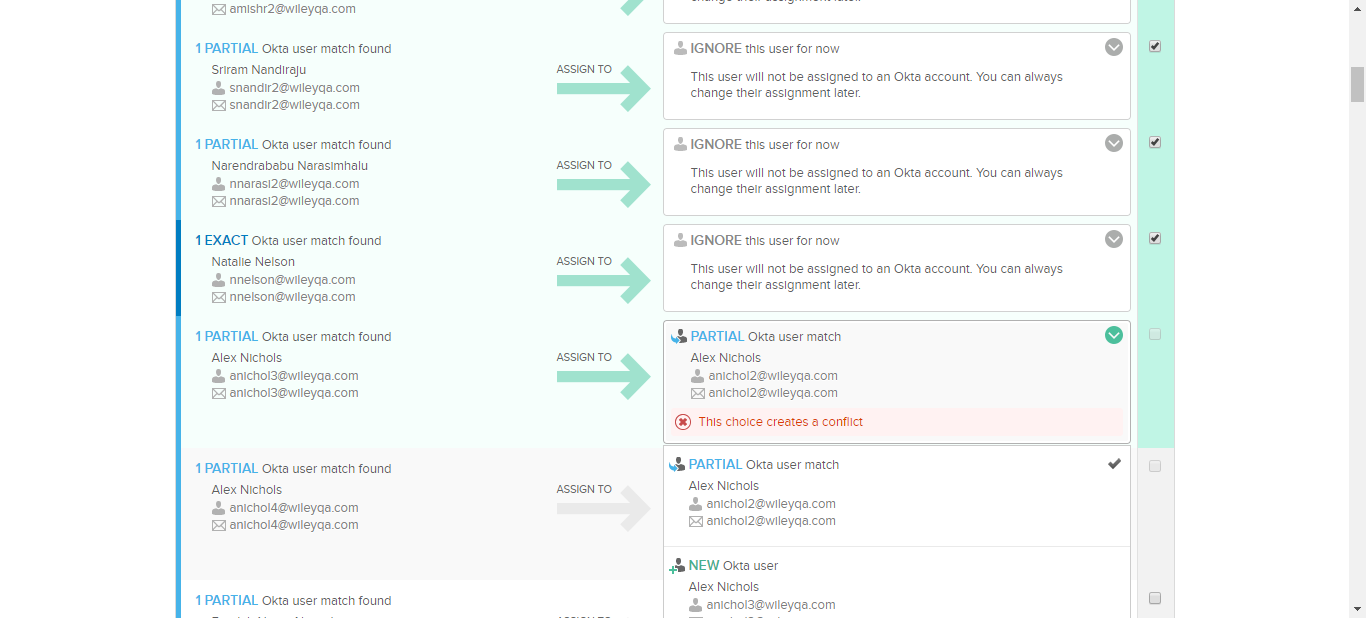 amishr2@wileyqa.com
change their assignment later.
1 PARTIAL Okta user match found
Sriram Nandiraju
snandir2@wileyqa.com
snandir2@wileyqa.com
ASSIGN TO
IGNORE this user for now
This user will not be assigned to an Okta account. You can always
change their assignment later.
1 PARTIAL Okta user match found
Narendrababu Narasimhalu
nnarasi2@wileyqa.com
nnarasi2@wileyqa.com
ASSIGN TO
IGNORE this user for now
This user will not be assigned to an Okta account. You can always
change their assignment later.
1 EXACT Okta user match found
Natalie Nelson
nnelson@wileyqa.com
nnelson@wileyqa.com
ASSIGN TO
IGNORE this user for now
This user will not be assigned to an Okta account. You can always
change their assignment later.
1 PARTIAL Okta user match found
Alex Nichols
anichol3@wileyqa.com
anichol3@wileyqa.com
ASSIGN TO
PARTIAL Okta user match
Alex Nichols
anichol2@wileyqa.com
anichol2@wileyqa.com
This choice creates a conflict
1 PARTIAL Okta user match found
Alex Nichols
anichol4@wileyqa.com
anichol4@wileyqa.com
ASSIGN TO
PARTIAL Okta user match
Alex Nichols
anichol2@wileyqa.com
anichol2@wileyqa.com
NEW Okta user
Alex Nichols
anichol3@wileyqa.com
1 PARTIAL Okta user match found